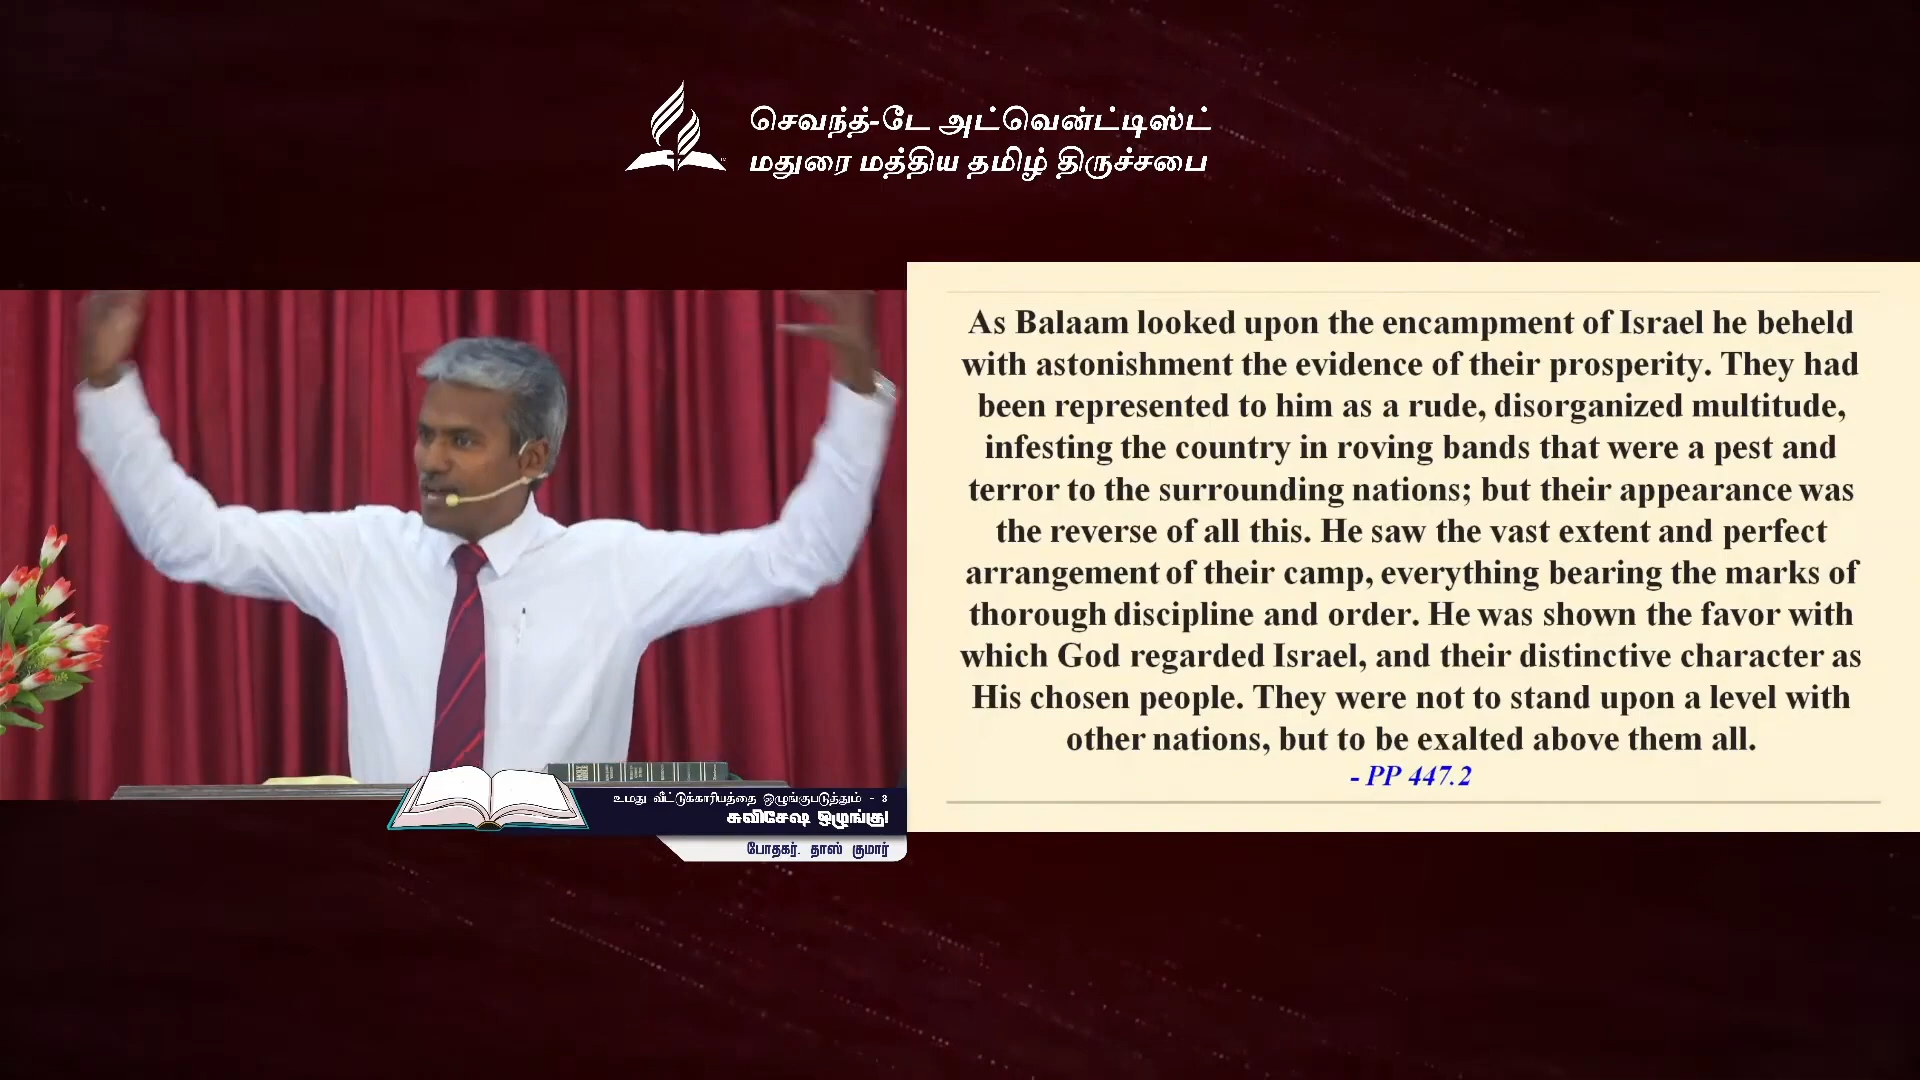 செவந்த்-டே அட்வென்ட்டிஸ்ட்
மதுரை மத்திய தமிழ் திருச்சபை
As Balaam looked upon the encampment of Israel he beheld
with astonishment the evidence of their prosperity. They had
been represented to him as a rude, disorganized multitude,
infesting the country in roving bands that were a pest and
terror to the surrounding nations; but their appearance was
the reverse of all this. He saw the vast extent and perfect
arrangement of their camp, everything bearing the marks of
thorough discipline and order. He was shown the favor with
which God regarded Israel, and their distinctive character as
His chosen people. They were not to stand upon a level with
other nations, but to be exalted above them all.
- PP 447.2
உமது வீட்டுக்காரியத்தை ஒழுங்குபடுத்தும் - 3
சுவிசேஷ ஒழுங்கு!
போதகர். தாஸ் குமார்